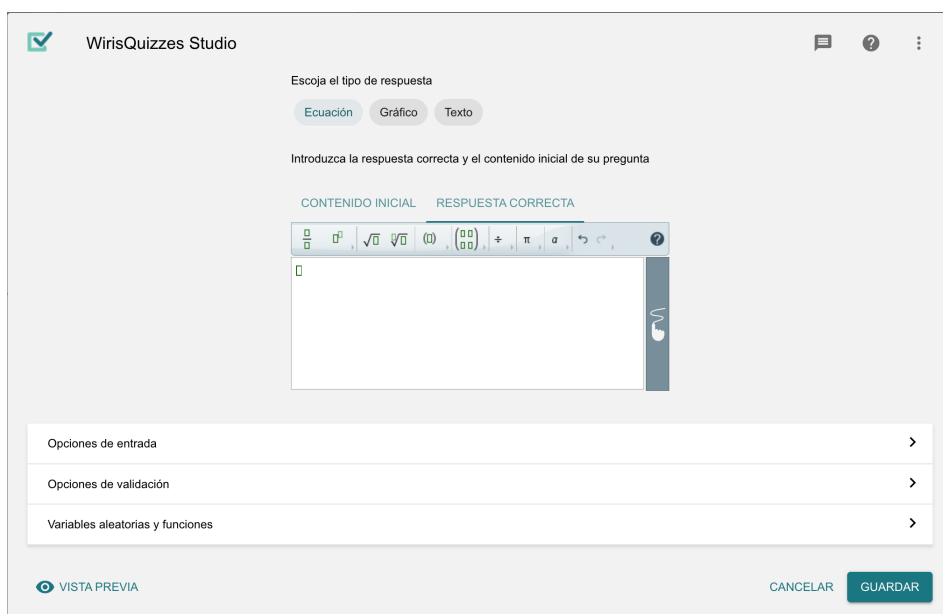 WirisQuizzes Studio
Escoja el tipo de respuesta
Ecuación Gráfico Texto
Introduzca la respuesta correcta y el contenido inicial de su pregunta
CONTENIDO INICIAL RESPUESTA CORRECTA
÷ π α
Opciones de entrada
Opciones de validación
Variables aleatorias y funciones
VISTA PREVIA CANCELAR GUARDAR